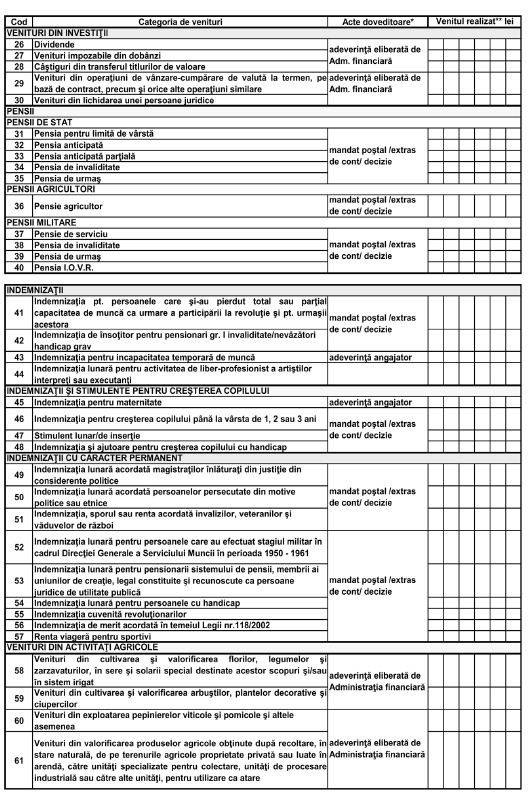 Cod Categoria de venituri Acte doveditoare* Venitul realizat** lei
VENITURI DIN INVESTIŢII
26 Dividende
27 Venituri impozabile din dobânzi
28 Câştiguri din transferul titlurilor de valoare
adeverinţă eliberată de
Adm. financiară
29 Venituri din operaţiuni de vânzare-cumpărare de valută la termen, pe
bază de contract, precum şi orice alte operaţiuni similare
adeverinţă eliberată de
Adm. financiară
30 Venituri din lichidarea unei persoane juridice
PENSII
PENSII DE STAT
31 Pensia pentru limită de vârstă
32 Pensia anticipată
33 Pensia anticipată parţială
34 Pensia de invaliditate
35 Pensia de urmaş
mandat poştal /extras
de cont/ decizie
PENSII AGRICULTORI
36 Pensie agricultor
mandat poştal /extras
de cont/ decizie
PENSII MILITARE
37 Pensie de serviciu
38 Pensia de invaliditate
39 Pensia de urmaş
40 Pensia I.O.V.R.
mandat poştal /extras
de cont/ decizie
INDEMNIZAŢII
41 Indemnizaţia pt. persoanele care şi-au pierdut total sau parţial
capacitatea de muncă ca urmare a participării la revoluţie şi pt. urmaşii
acestora
42 Indemnizaţia de însoţitor pentru pensionari gr. I invaliditate/nevăzători
handicap grav
mandat poştal /extras
de cont/ decizie
43 Indemnizaţia pentru incapacitatea temporară de muncă adeverinţă angajator
44 Indemnizaţia lunară pentru activitatea de liber-profesionist a artiştilor
interpreţi sau executanţi
INDEMNIZAŢII ŞI STIMULENTE PENTRU CREŞTEREA COPILULUI
45 Indemnizaţia pentru maternitate adeverinţă angajator
46 Indemnizaţia pentru creşterea copilului până la vârsta de 1, 2 sau 3 ani
47 Stimulent lunar/de inserţie
48 Indemnizaţia şi ajutoare pentru creşterea copilului cu handicap
mandat poştal /extras
de cont/ decizie
INDEMNIZAŢII CU CARACTER PERMANENT
49 Indemnizaţia lunară acordată magistraţilor înlăturaţi din justiţie din
considerente politice
50 Indemnizaţia lunară acordată persoanelor persecutate din motive
politice sau etnice
51 Indemnizaţia, sporul sau renta acordată invalizilor, veteranilor şi
văduvelor de război
mandat poştal /extras
de cont/ decizie
52 Indemnizaţia lunară pentru persoanele care au efectuat stagiul militar în
cadrul Direcţiei Generale a Serviciului Muncii în perioada 1950 - 1961
53 Indemnizaţia lunară pentru pensionarii sistemului de pensii, membrii ai
uniunilor de creaţie, legal constituite şi recunoscute ca persoane
juridice de utilitate publică
54 Indemnizaţia lunară pentru persoanele cu handicap
55 Indemnizaţia cuvenită revoluţionarilor
56 Indemnizaţia de merit acordată în temeiul Legii nr.118/2002
57 Renta viageră pentru sportivi
mandat poştal /extras
de cont/ decizie
VENITURI DIN ACTIVITAŢI AGRICOLE
58 Venituri din cultivarea şi valorificarea florilor, legumelor şi
zarzavaturilor, în sere şi solarii special destinate acestor scopuri şi/sau
în sistem irigat
59 Venituri din cultivarea şi valorificarea arbuştilor, plantelor decorative şi
ciupercilor
adeverinţă eliberată de
Administraţia financiară
60 Venituri din exploatarea pepinierelor viticole şi pomicole şi altele
asemenea
61 Venituri din valorificarea produselor agricole obţinute după recoltare, în
stare naturală, de pe terenurile agricole proprietate privată sau luate în
arendă, către unităţi specializate pentru colectare, unităţi de procesare
industrială sau către alte unităţi, pentru utilizare ca atare
adeverinţă eliberată de
Administraţia financiară